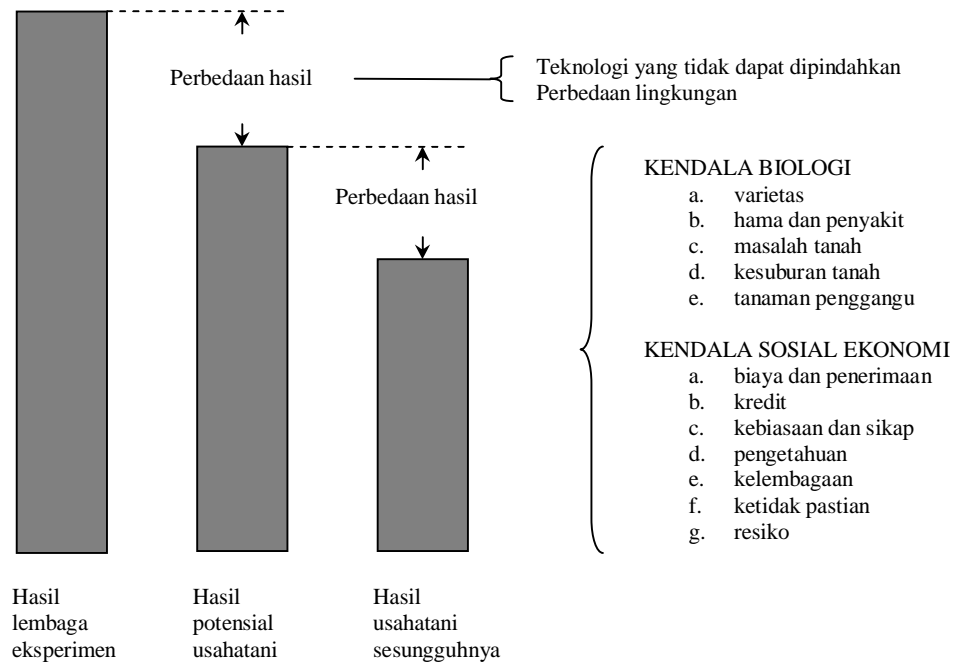 Perbedaan hasil
Teknologi yang tidak dapat dipindahkan
Perbedaan lingkungan
Perbedaan hasil
KENDALA BIOLOGI
a. varietas
b. hama dan penyakit
c. masalah tanah
d. kesuburan tanah
e. tanaman penggangu
KENDALA SOSIAL EKONOMI
a. biaya dan penerimaan
b. kredit
c. kebiasaan dan sikap
d. pengetahuan
e. kelembagaan
f. ketidak pastian
g. resiko
Hasil
lembaga
eksperimen
Hasil
potensial
usahatani
Hasil
usahatani
sesungguhnya